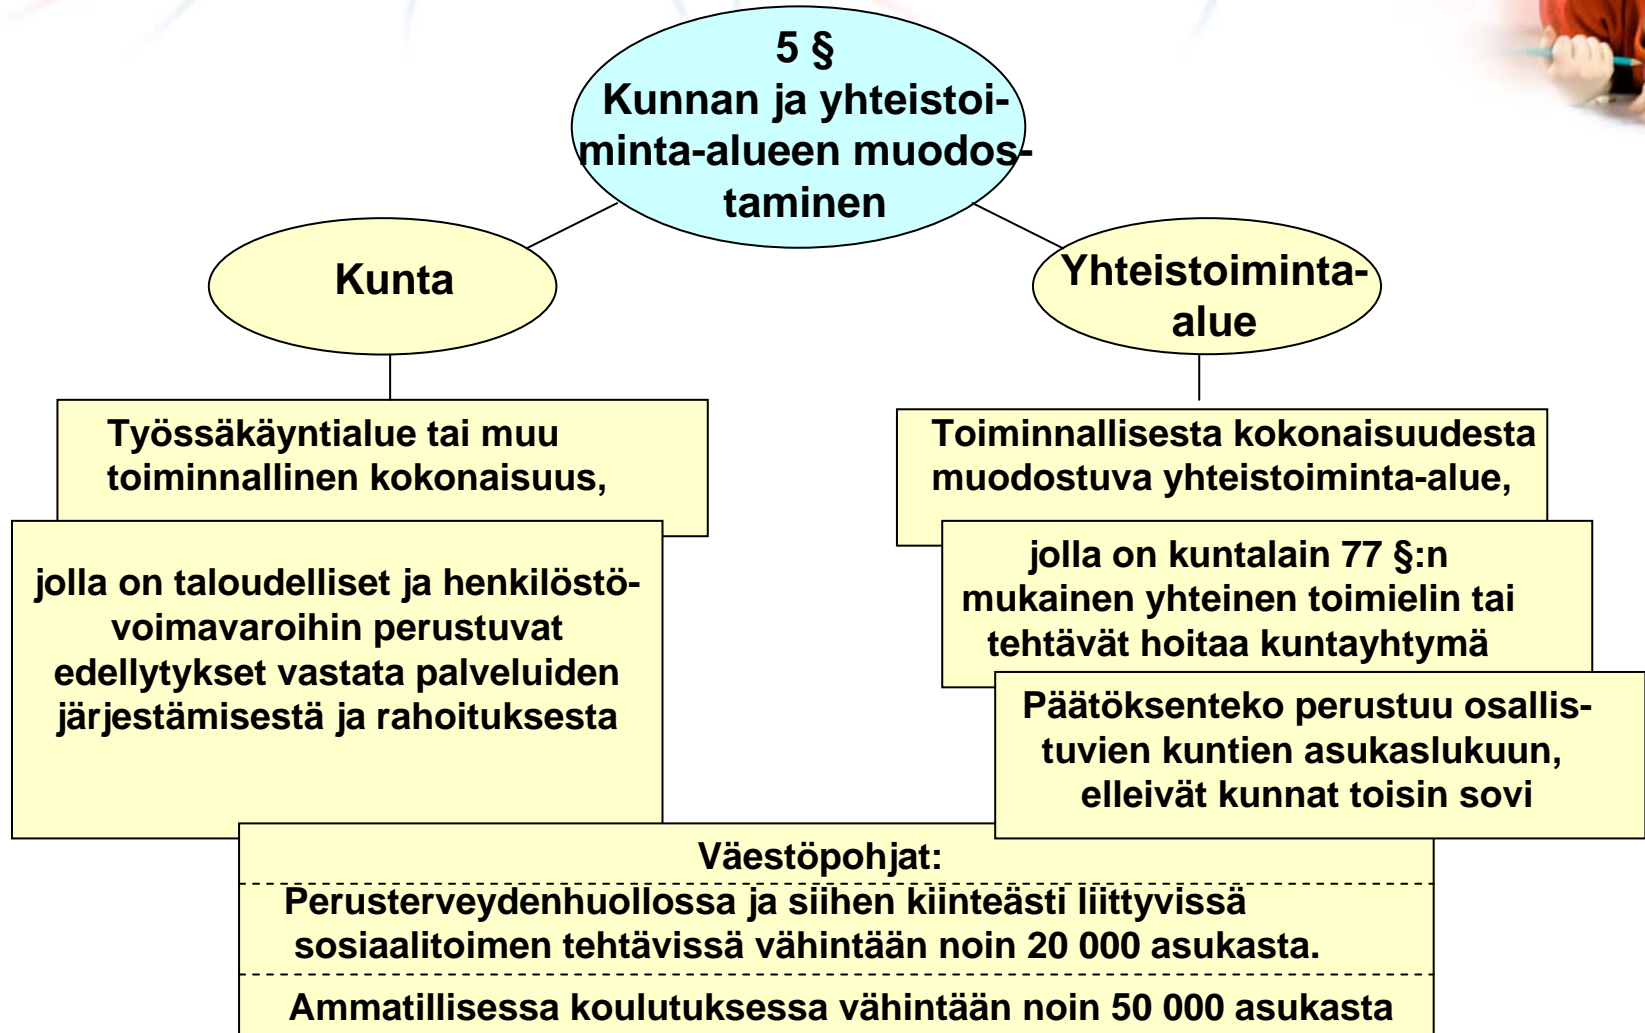 5 §
Kunnan ja yhteistoi-
minta-alueen muodos-
taminen
Kunta
Yhteistoiminta-
alue
Työssäkäyntialue tai muu
toiminnallinen kokonaisuus,
jolla on taloudelliset ja henkilöstö-
voimavaroihin perustuvat
edellytykset vastata palveluiden
järjestämisestä ja rahoituksesta
Toiminnallisesta kokonaisuudesta
muodostuva yhteistoiminta-alue,
jolla on kuntalain 77 §:n
mukainen yhteinen toimielin tai
tehtävät hoitaa kuntayhtymä
Päätöksenteko perustuu osallis-
tuvien kuntien asukaslukuun,
elleivät kunnat toisin sovi
Väestöpohjat:
Perusterveydenhuollossa ja siihen kiinteästi liittyvissä
sosiaalitoimen tehtävissä vähintään noin 20 000 asukasta.
Ammatillisessa koulutuksessa vähintään noin 50 000 asukasta